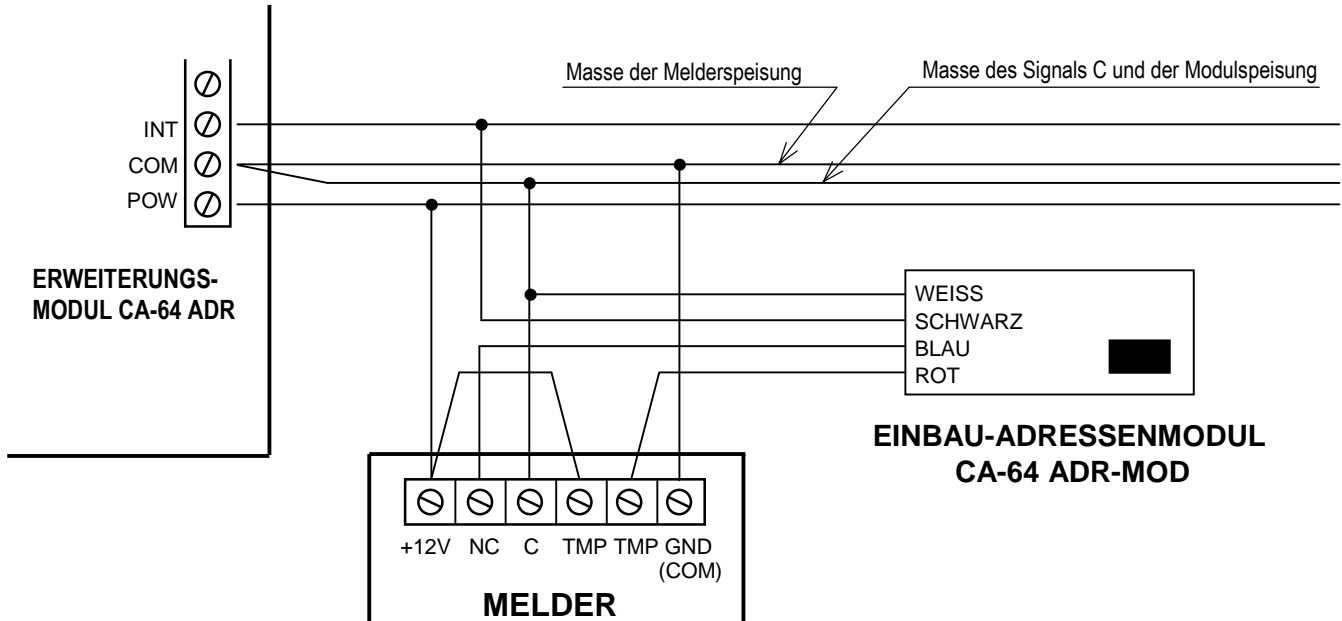 Masse der Melderspeisung
Masse des Signals C und der Modulspeisung
INT
COM
POW
ERWEITERUNGS-
MODUL CA-64 ADR
WEISS
SCHWARZ
BLAU
ROT
EINBAU-ADRESSENMODUL
CA-64 ADR-MOD
+12V NC C TMP TMP GND
(COM)
MELDER